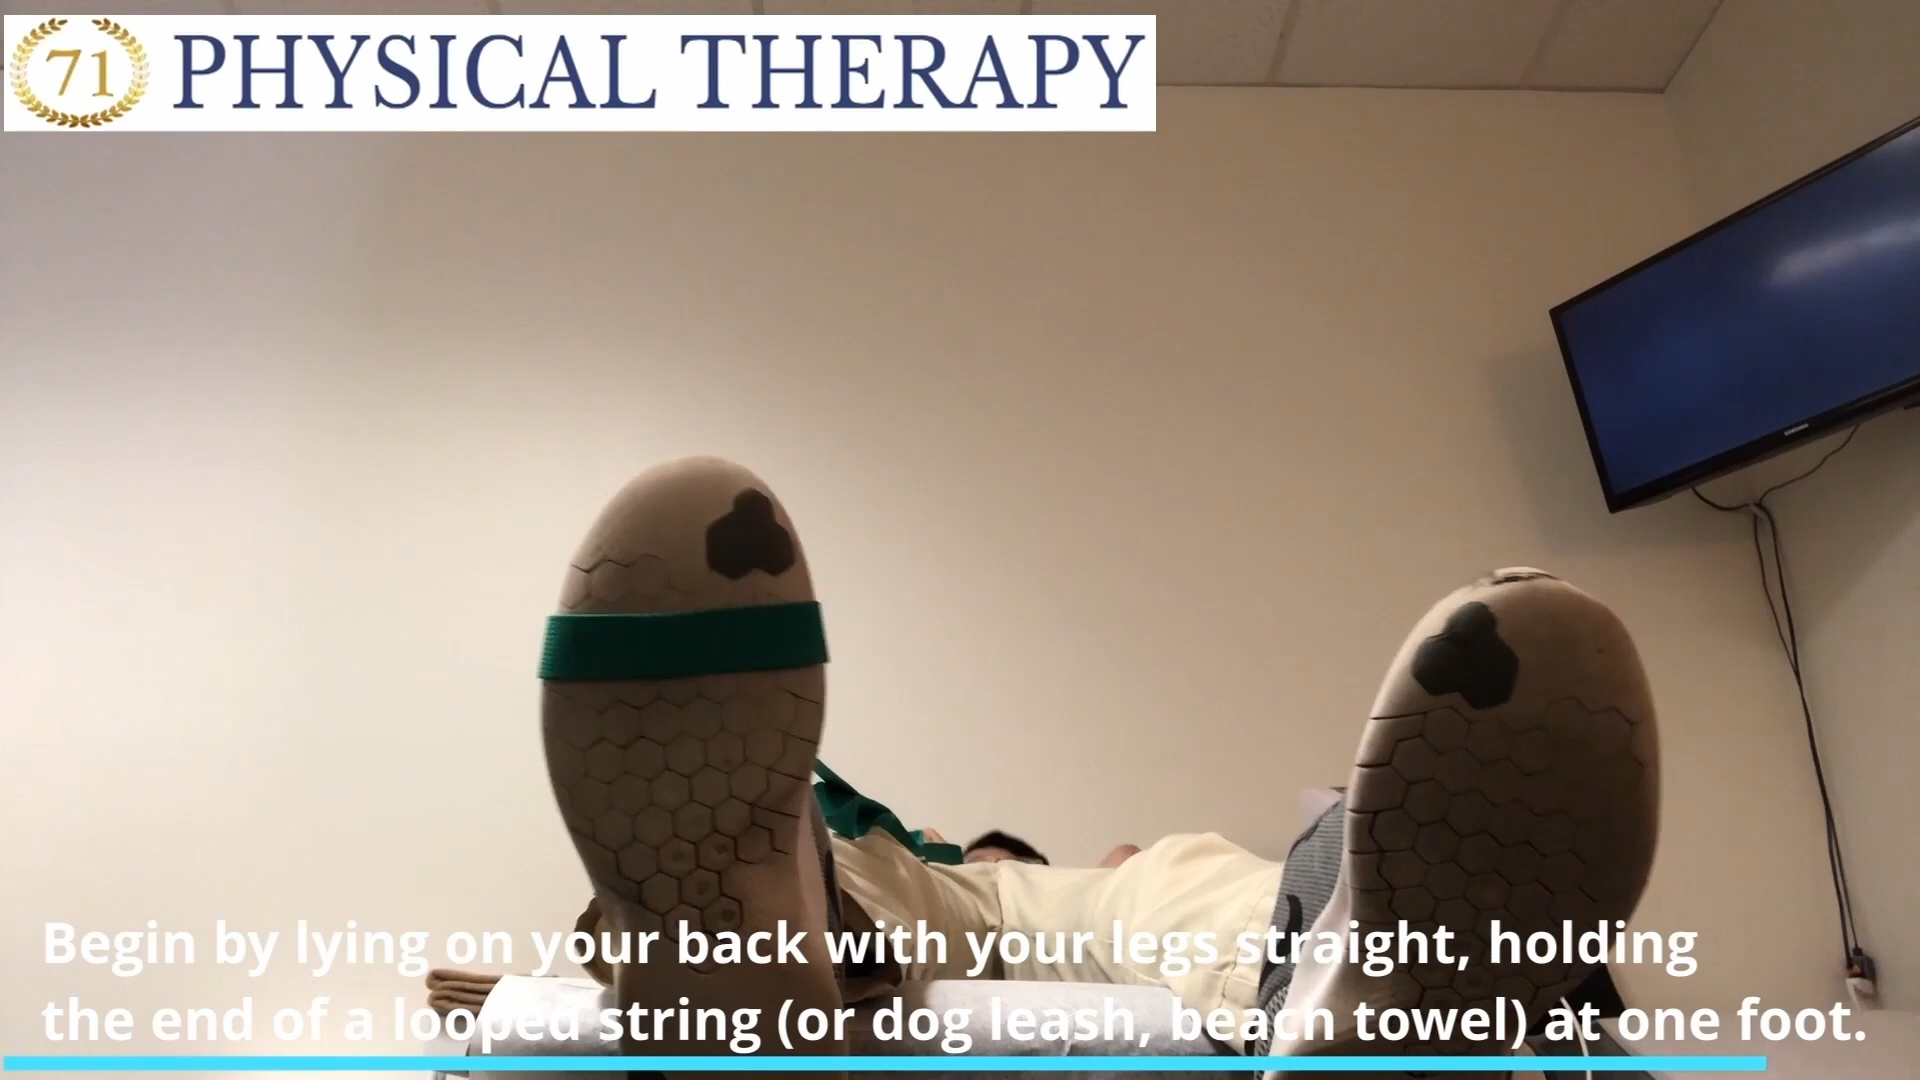 71 PHYSICAL THERAPY
SAMSUNG
Begin by lying on your back with your legs straight, holding
the end of a looped string (or dog leash, beach towel) at one foot.